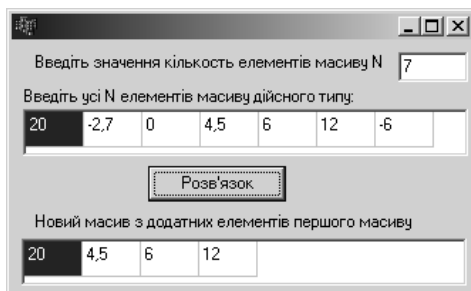 Введіть значення кількость елементів масиву N 7
Введіть усі N елементів масиву дійсного типу:
20 -2,7 0 4,5 6 12 -6
Розв'язок
Новий масив з додатних елементів першого масиву
20 4,5 6 12